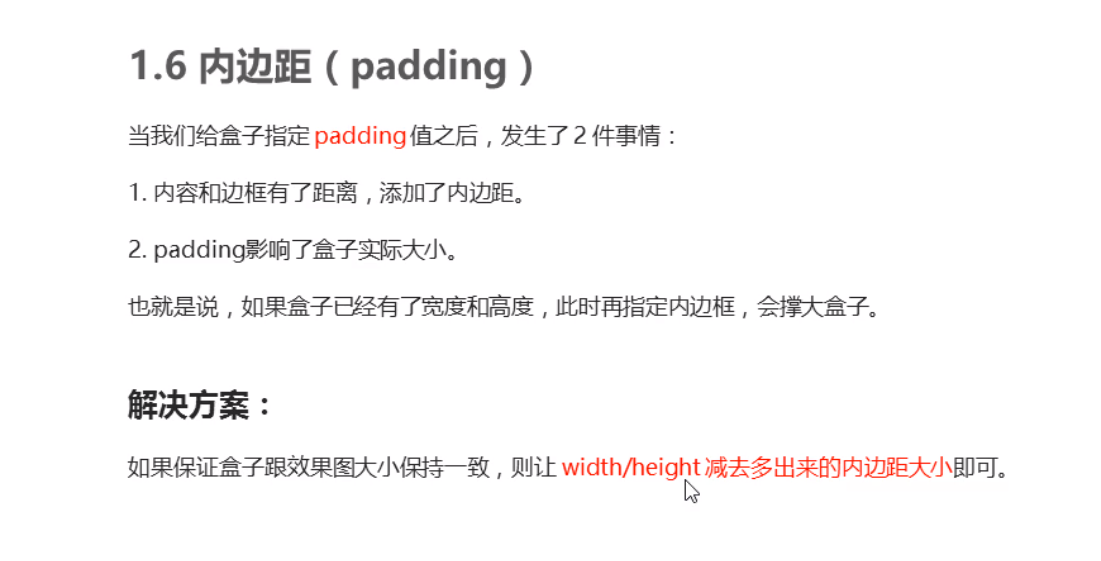 1.6 内边距（padding）
当我们给盒子指定 padding 值之后，发生了 2 件事情：
1. 内容和边框有了距离，添加了内边距。
2. padding影响了盒子实际大小。
也就是说，如果盒子已经有了宽度和高度，此时再指定内边框，会撑大盒子。
解决方案：
如果保证盒子跟效果图大小保持一致，则让 width/height 减去多出来的内边距大小即可。